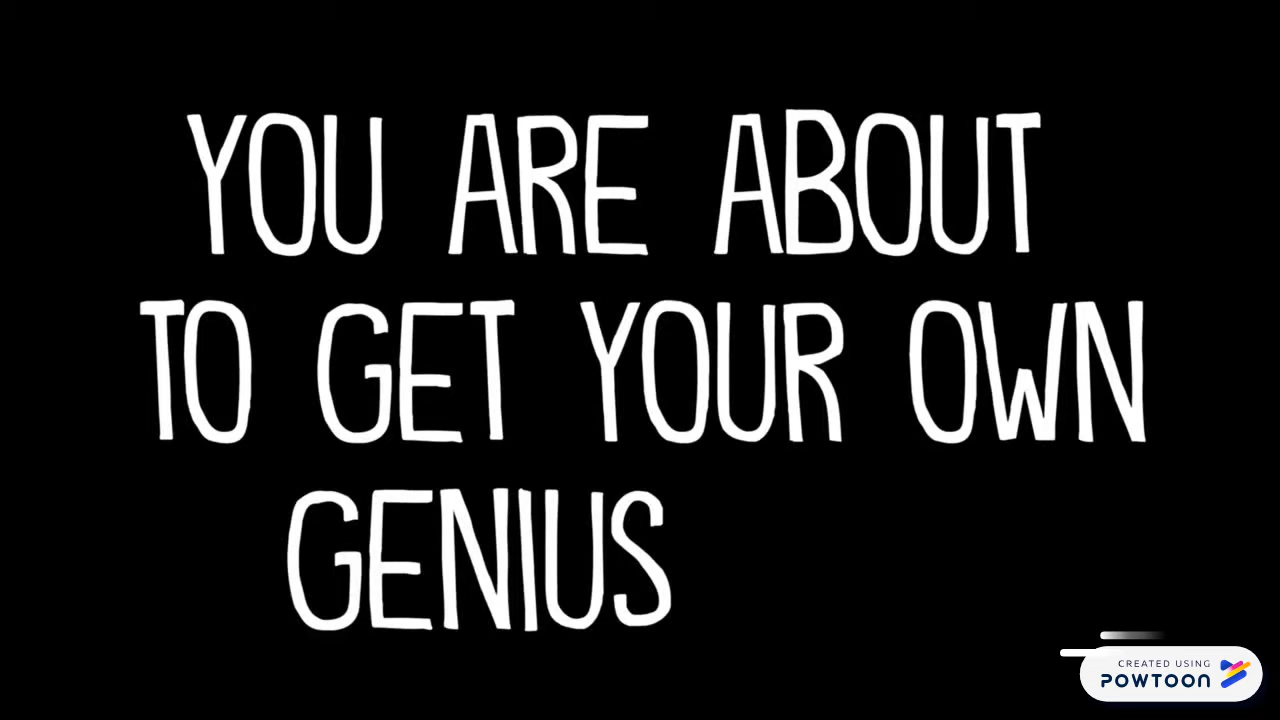 YOU ARE ABOUT
TO GET YOUR OWN
GENIUS
CREATED USING
POWTOON